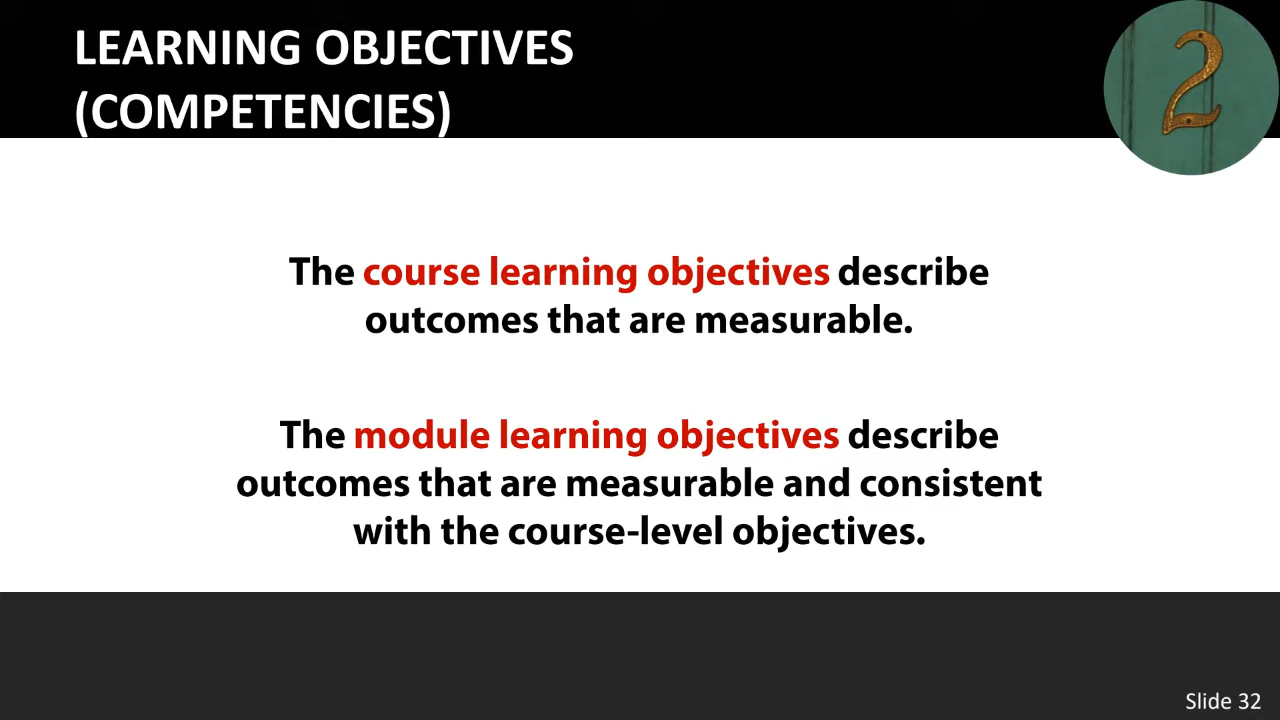 LEARNING OBJECTIVES
(COMPETENCIES)
2
The course learning objectives describe
outcomes that are measurable.
The module learning objectives describe
outcomes that are measurable and consistent
with the course-level objectives.
Slide 32